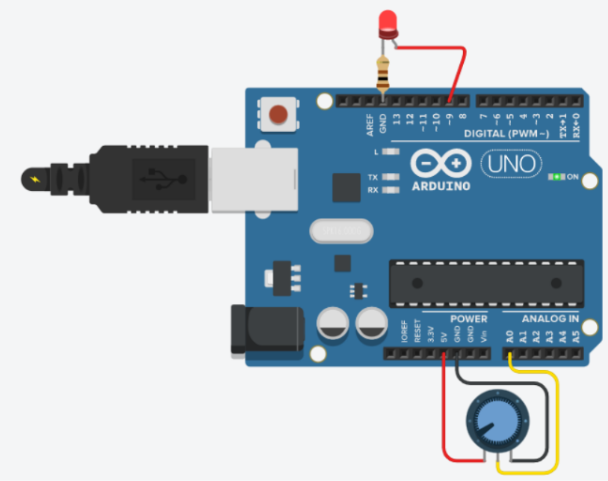 AREF
GND
13
12
~11
~10
~9
8
7
~6
~5
4
~3
2
TX→1
RX←0
DIGITAL (PWM~)
L
TX
RX
ARDUINO
UNO
ON
POWER
ANALOG IN
IOREF
RESET
3.3V
5V
GND
GND
Vin
A0
A1
A2
A3
A4
A5